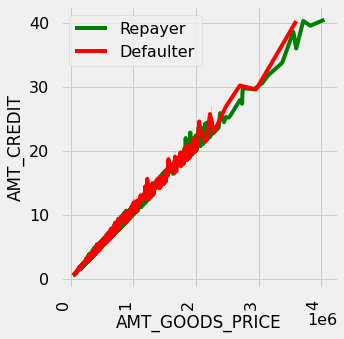 Repayer
Defaulter
AMT_CREDIT
40
30
20
10
0
0 1 2 3 4
1e6
AMT_GOODS_PRICE